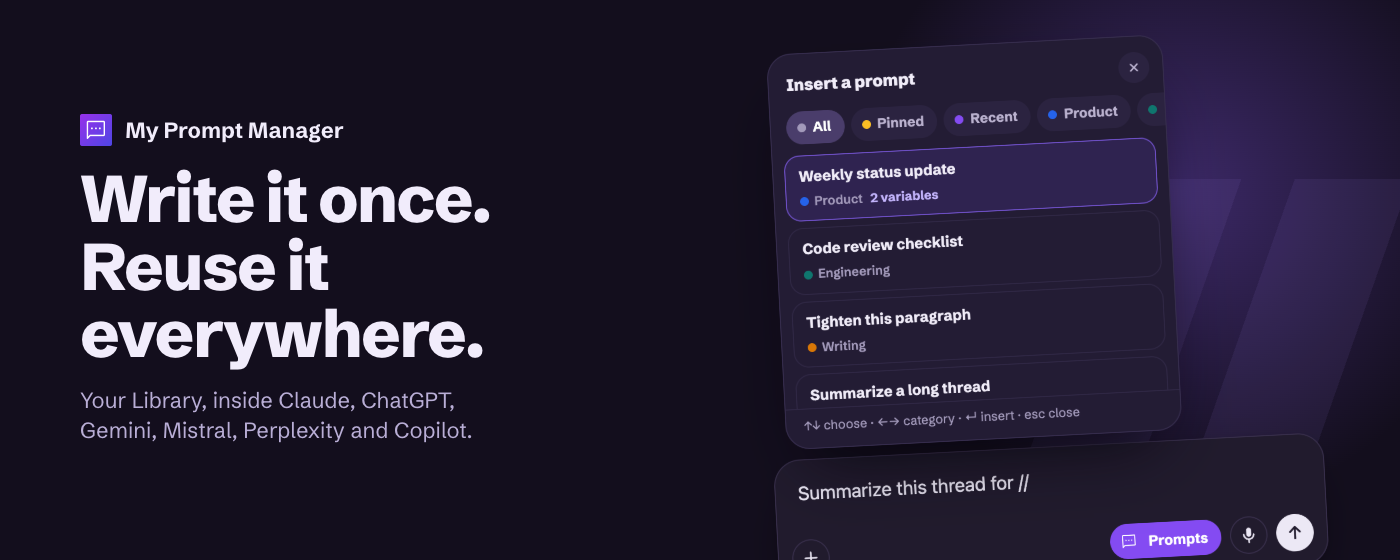 My Prompt Manager
Write it once.
Reuse it
everywhere.
Your Library, inside Claude, ChatGPT,
Gemini, Mistral, Perplexity and Copilot.
Insert a prompt
All Pinned Recent Product
Weekly status update
Product 2 variables
Code review checklist
Engineering
Tighten this paragraph
Writing
Summarize a long thread
↑↓ choose · ←→ category · ↵ insert · esc close
Summarize this thread for //
Prompts